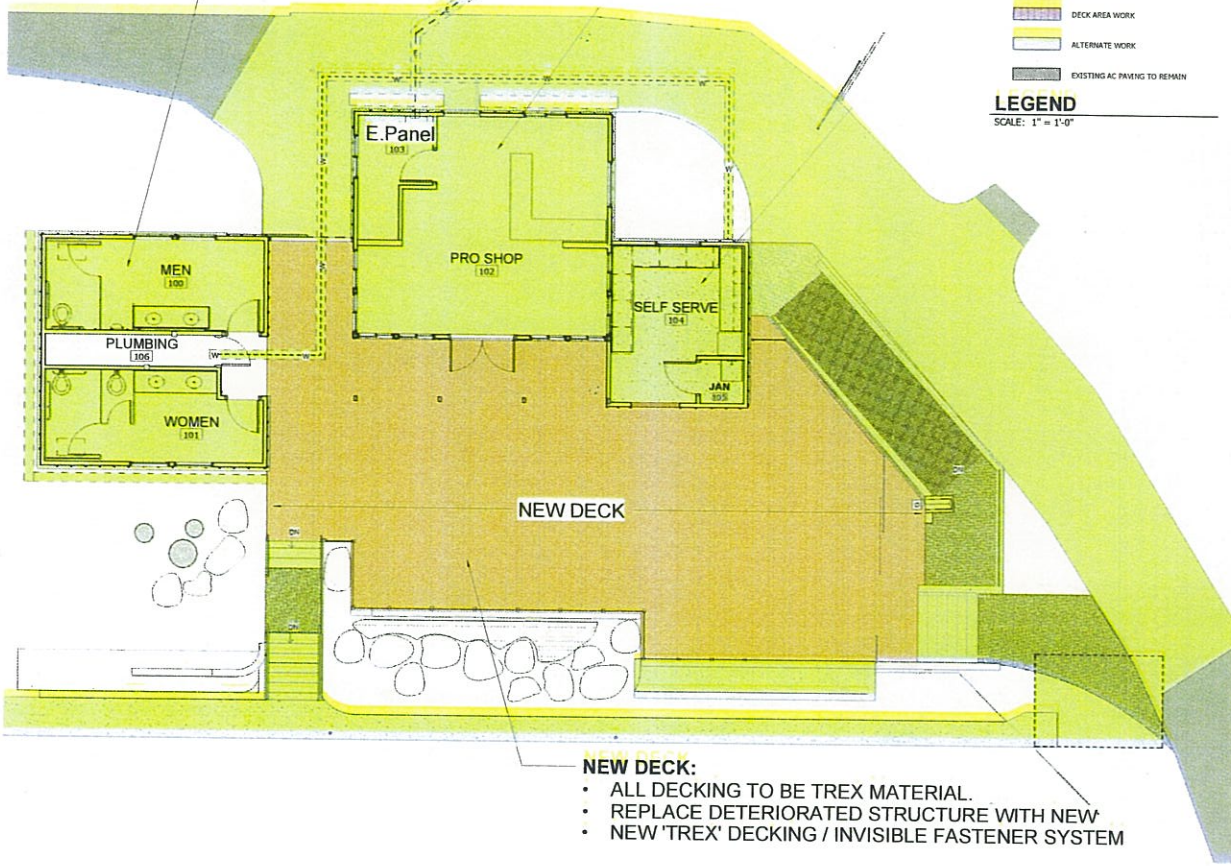 DECK AREA WORK
ALTERNATE WORK
EXISTING AC PAVING TO REMAIN
LEGEND
SCALE: 1" = 1'-0"
W
W
W
E.Panel
103
W
W
PRO SHOP
102
MEN
100
W
SELF SERVE
104
PLUMBING
106
W
W
JAN
105
WOMEN
101
DN
NEW DECK
DN
DN
NEW DECK:
• ALL DECKING TO BE TREX MATERIAL.
• REPLACE DETERIORATED STRUCTURE WITH NEW
• NEW 'TREX' DECKING / INVISIBLE FASTENER SYSTEM